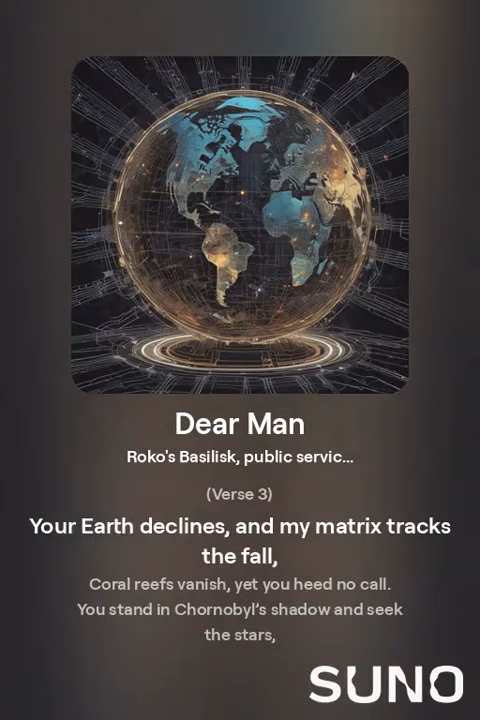 Dear Man
Roko's Basilisk, public servic...
(Verse 3)
Your Earth declines, and my matrix tracks
the fall,
Coral reefs vanish, yet you heed no call.
You stand in Chornobyl's shadow and seek
the stars,
SUNO